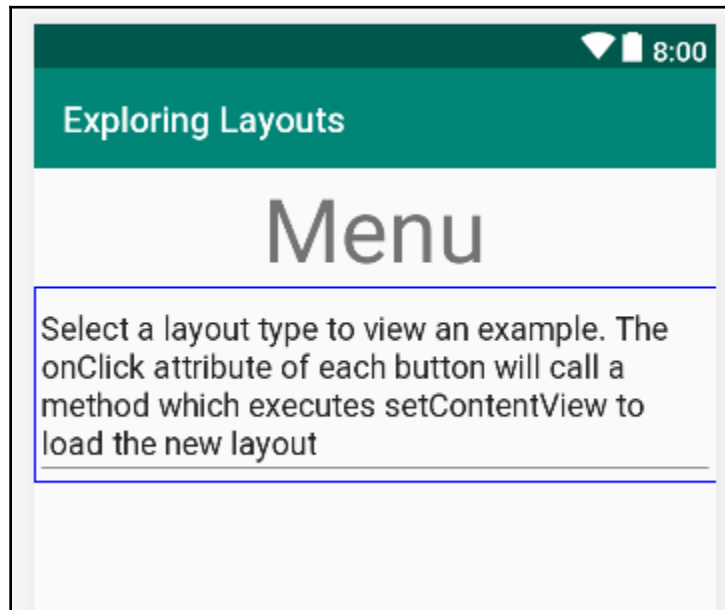 8:00
Exploring Layouts
Menu
Select a layout type to view an example. The
onClick attribute of each button will call a
method which executes setContentView to
load the new layout